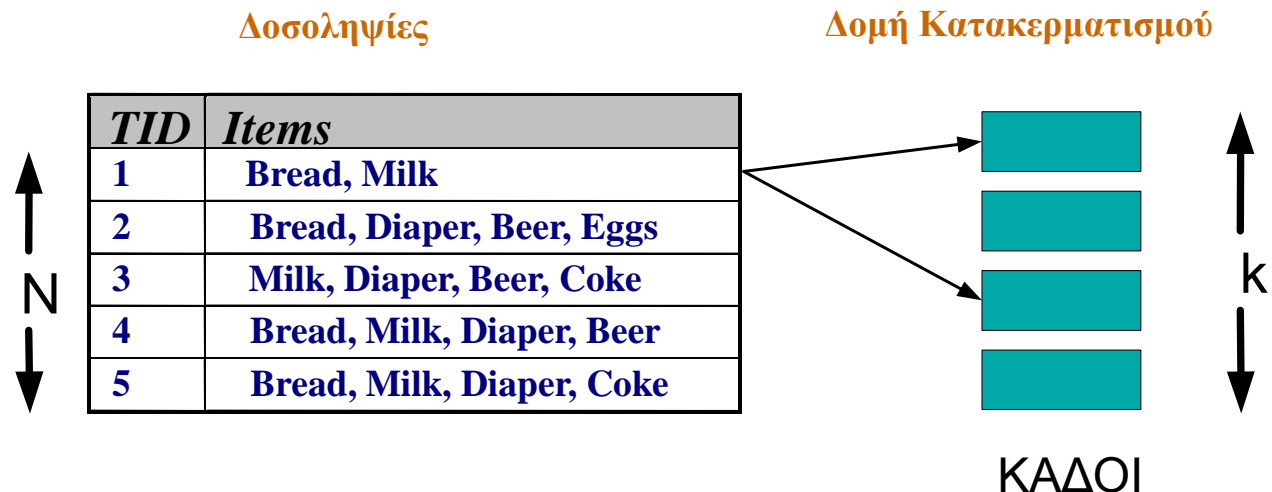 Δοσοληψίες Δομή Κατακερματισμού
TID Items
1 Bread, Milk
2 Bread, Diaper, Beer, Eggs
3 Milk, Diaper, Beer, Coke
4 Bread, Milk, Diaper, Beer
5 Bread, Milk, Diaper, Coke
N
k
ΚΑΔΟΙ